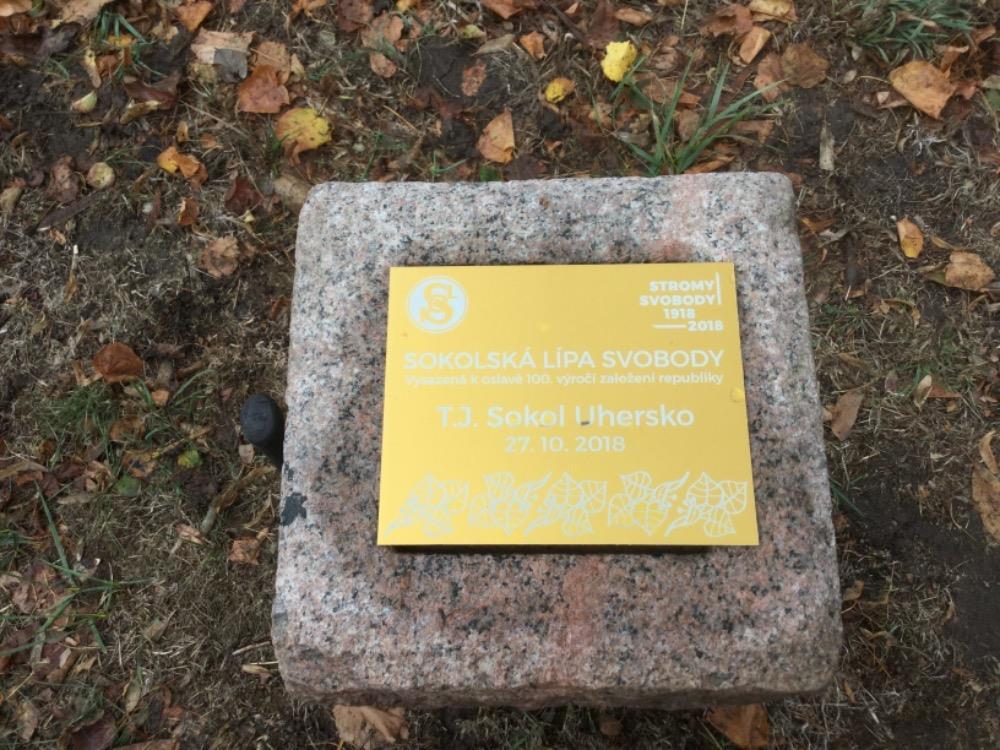 S
STROMY
SVOBODY
1918
2018
SOKOLSKÁ LÍPA SVOBODY
Vysazená k oslavě 100. výročí založení republiky
T.J. Sokol Uhersko
27. 10. 2018